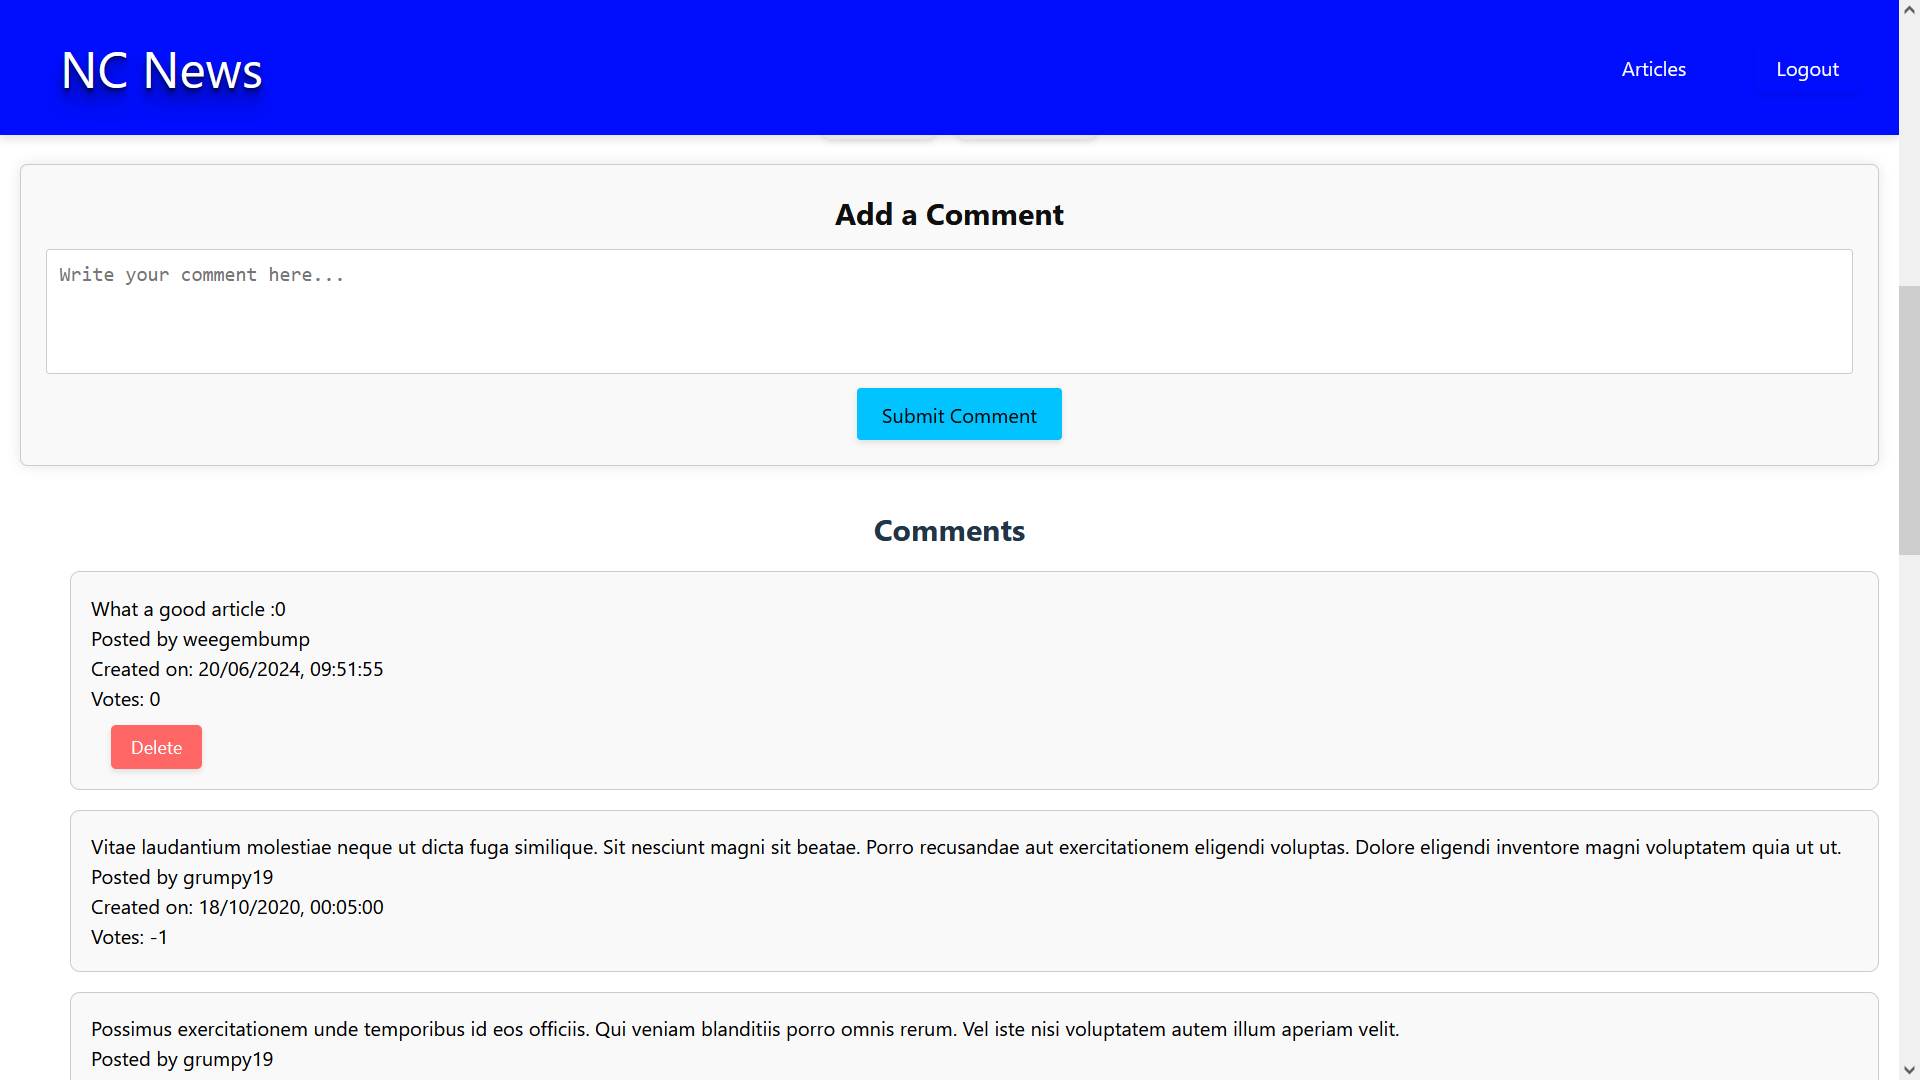 NC News
Articles
Logout
Add a Comment
Write your comment here...
Submit Comment
Comments
What a good article :0
Posted by weegembump
Created on: 20/06/2024, 09:51:55
Votes: 0
Delete
Vitae laudantium molestiae neque ut dicta fuga similique. Sit nesciunt magni sit beatae. Porro recusandae aut exercitationem eligendi voluptas. Dolore eligendi inventore magni voluptatem quia ut ut.
Posted by grumpy19
Created on: 18/10/2020, 00:05:00
Votes: -1
Possimus exercitationem unde temporibus id eos officiis. Qui veniam blanditiis porro omnis rerum. Vel iste nisi voluptatem autem illum aperiam velit.
Posted by grumpy19